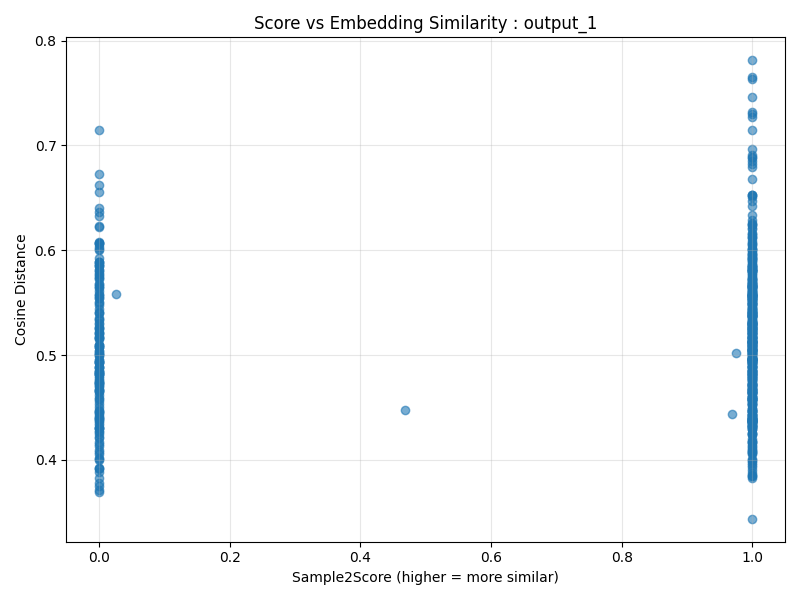 Score vs Embedding Similarity : output_1
0.8
0.7
0.6
0.5
0.4
Cosine Distance
0.0 0.2 0.4 0.6 0.8 1.0
Sample2Score (higher = more similar)